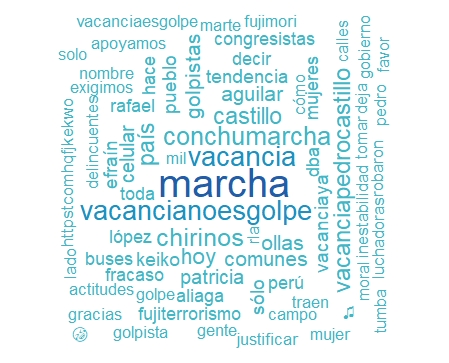 vacanciaesgolpe marte fujimori
apoyamos congresistas
solo decir
nombre hace pueblo golpistas tendencia cómo mujeres calles gobierno
exigimos aguilar
delincuentes rafael castillo
efraín celular país conchumarcha
mil vacancia dba
marcha
toda vacancianoesgolpe
vacanciaya vacanciapedrocastillo
moral inestabilidad tomar deja
luchadorasrobaron pedro favor
httpstcomhqfjkekwo
lópez chirinos rla ollas
lado buses keiko hoy comunes
fracaso patricia sólo perú
actitudes golpe aliaga traen
gracias fujiterrorismo campo tumba
golpista gente justificar mujer